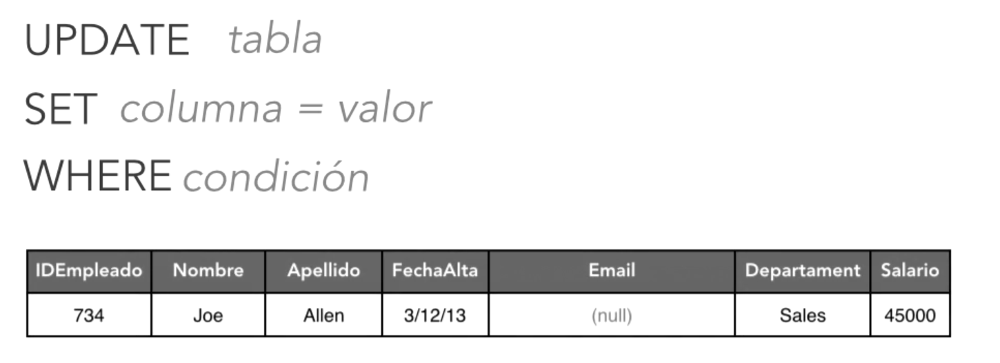 UPDATE tabla
SET columna = valor
WHERE condición
IDEmpleado Nombre Apellido FechaAlta Email Departament Salario
734 Joe Allen 3/12/13 (null) Sales 45000